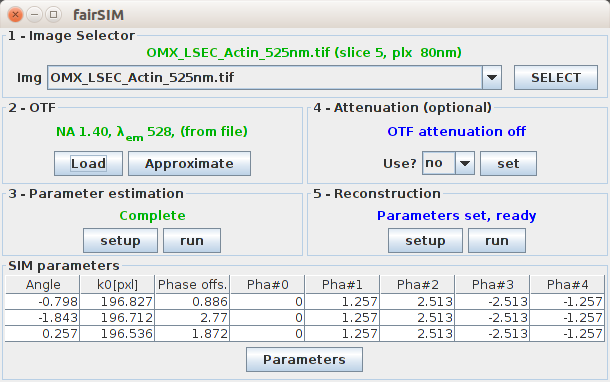 fairSIM
1 - Image Selector
OMX_LSEC_Actin_525nm.tif (slice 5, plx 80nm)
Img OMX_LSEC_Actin_525nm.tif SELECT
2 - OTF
NA 1.40, λem 528, (from file)
Load Approximate
4 - Attenuation (optional)
OTF attenuation off
Use? no set
3 - Parameter estimation
Complete
setup run
5 - Reconstruction
Parameters set, ready
setup run
SIM parameters
Angle k0[pxl] Phase offs. Pha#0 Pha#1 Pha#2 Pha#3 Pha#4
-0.798 196.827 0.886 0 1.257 2.513 -2.513 -1.257
-1.843 196.712 2.77 0 1.257 2.513 -2.513 -1.257
0.257 196.536 1.872 0 1.257 2.513 -2.513 -1.257
Parameters